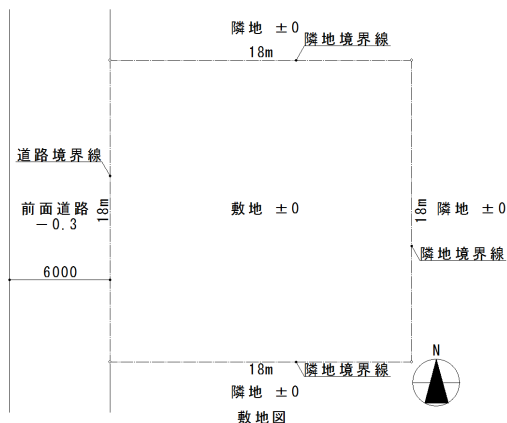 隣地 ±0
18m
隣地境界線
道路境界線
前面道路
－0.3
18m
敷地 ±0
18m
隣地 ±0
隣地境界線
6000
18m
隣地境界線
隣地 ±0
N
敷地図